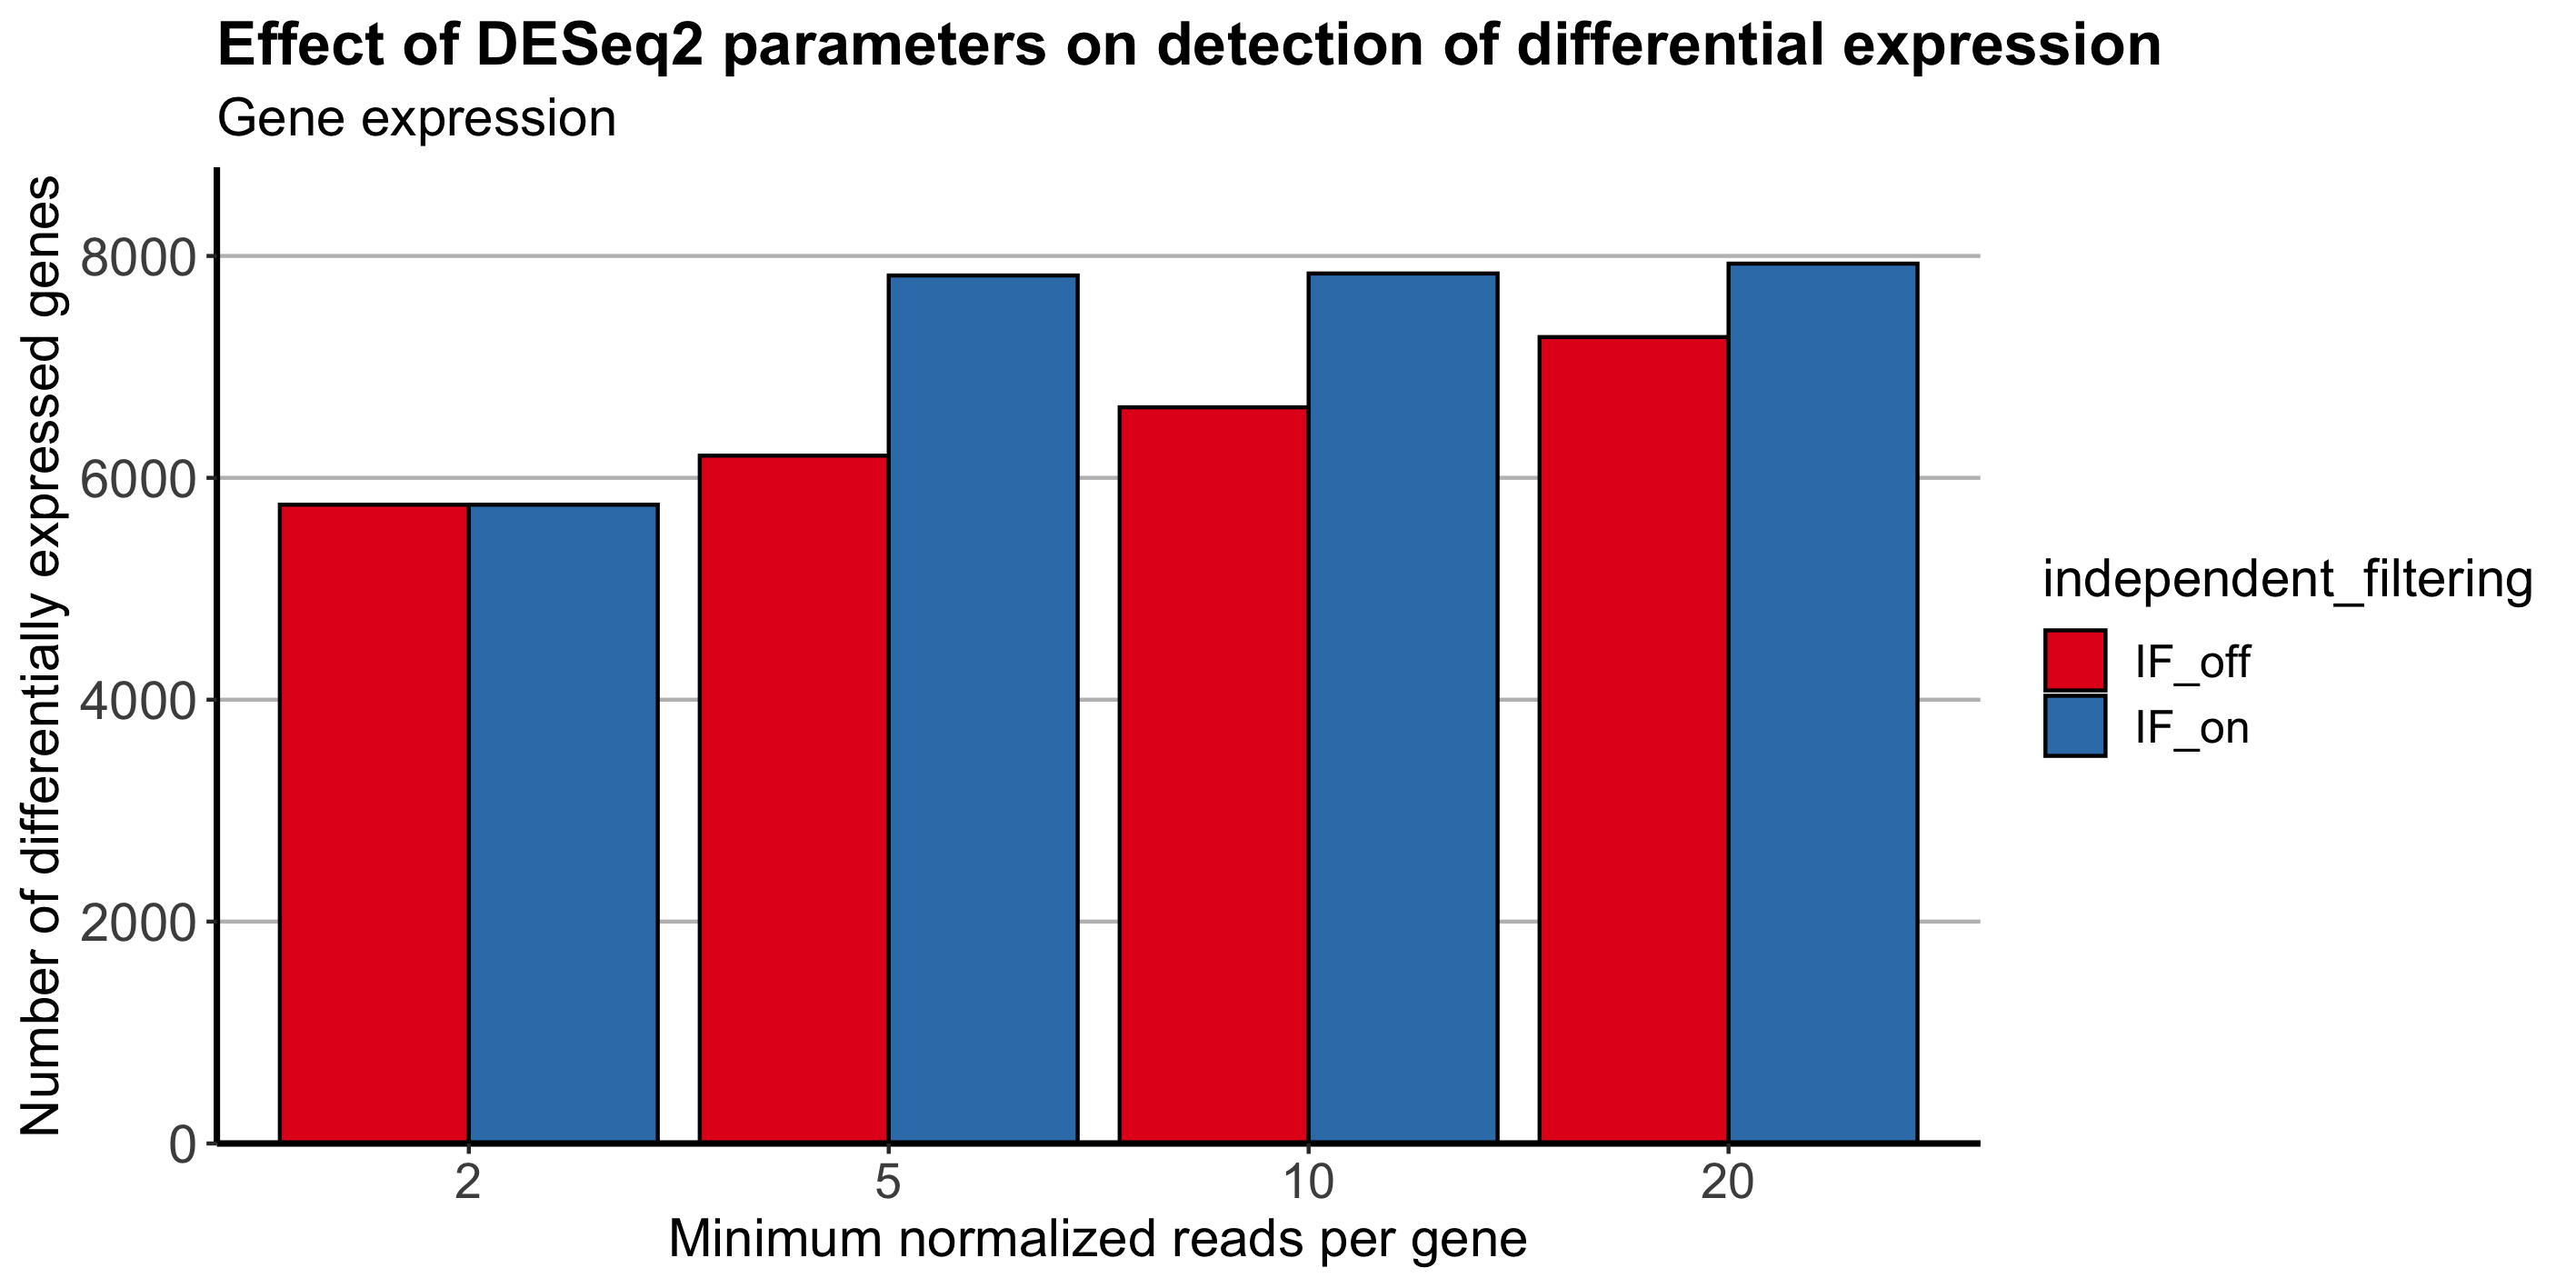 Effect of DESeq2 parameters on detection of differential expression
Gene expression
Number of differentially expressed genes
8000
6000
4000
2000
0
2 5 10 20
Minimum normalized reads per gene
independent_filtering
IF_off
IF_on